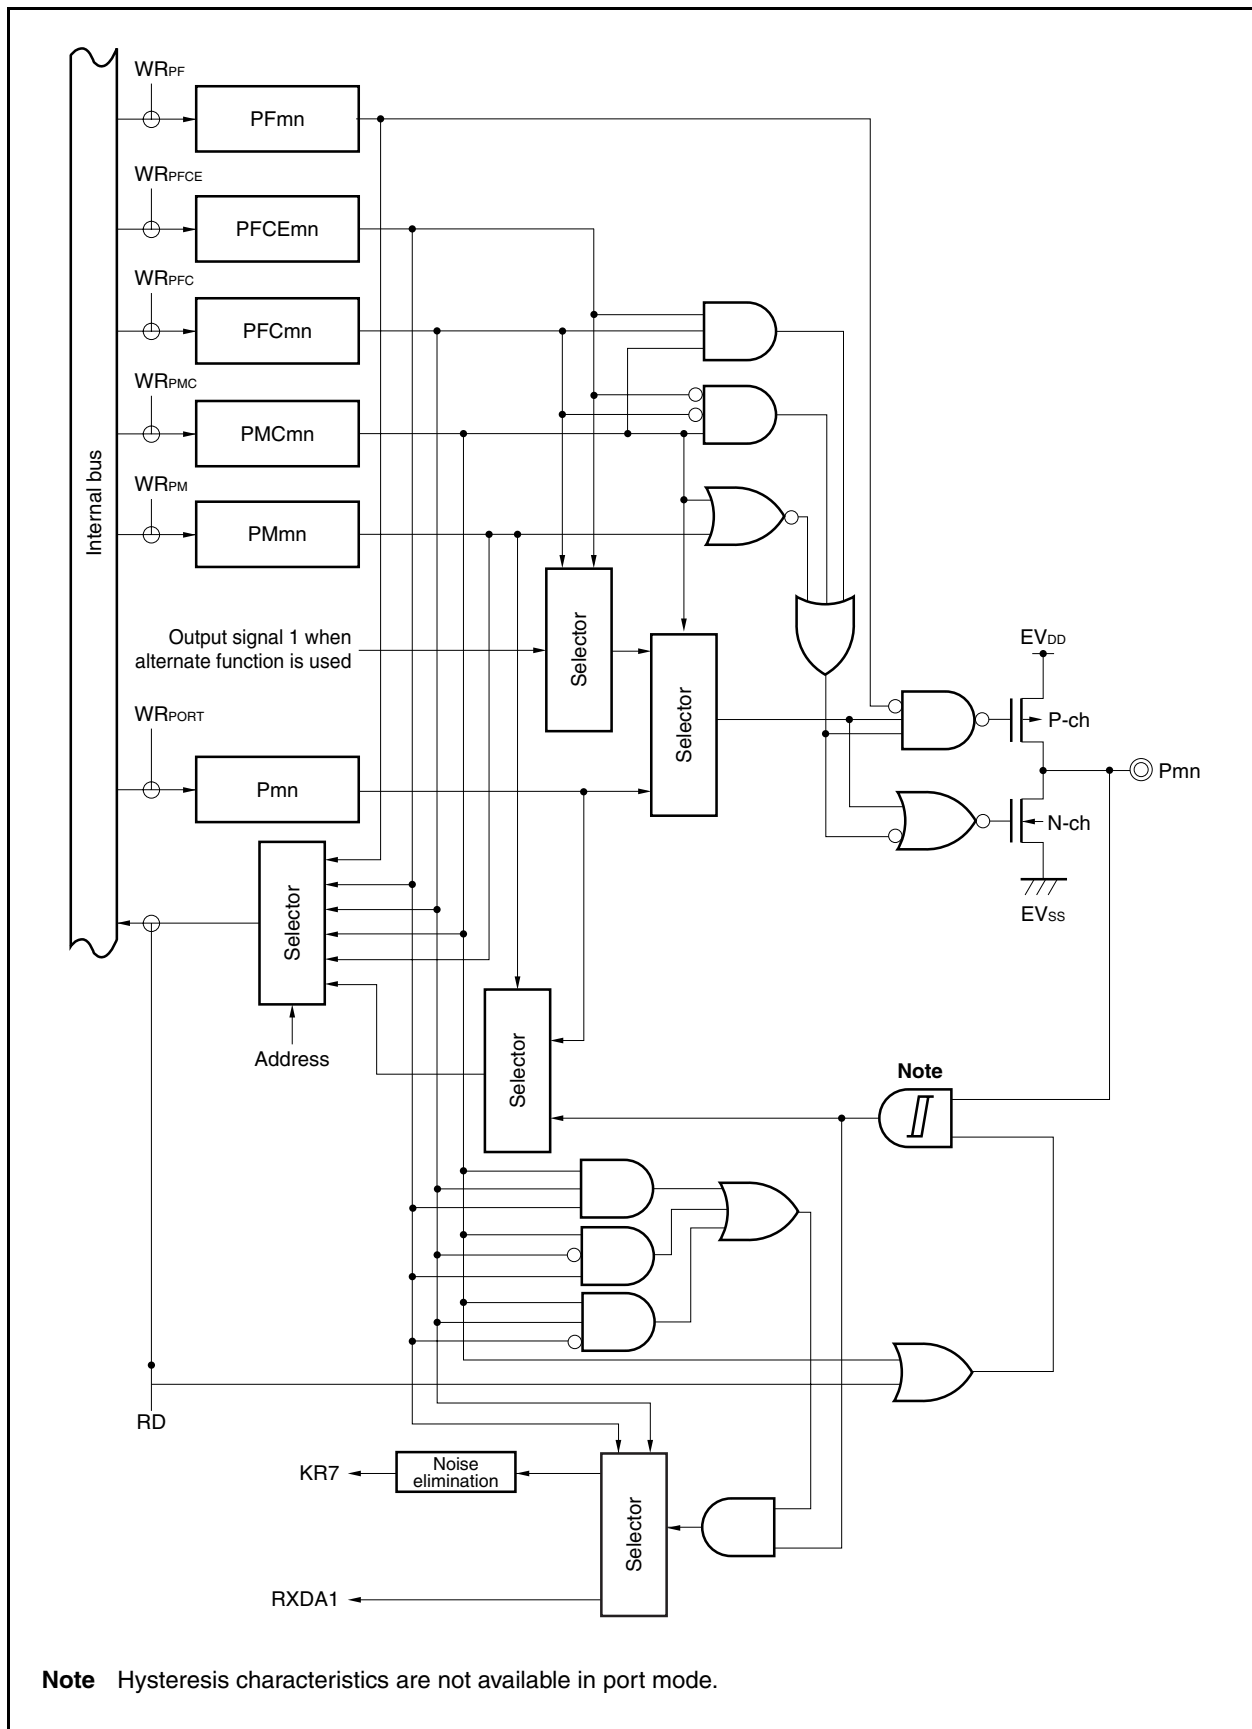 WRPF
PFmn
WRPFCE
PFCEmn
WRPFC
PFCmn
WRPMC
PMCmn
Internal bus
WRPM
PMmn
Output signal 1 when
alternate function is used
Selector
Selector
EVDD
P-ch
WRPORT
Pmn
Pmn
N-ch
EVSS
Selector
Address
Selector
Note
RD
KR7
Noise
elimination
Selector
RXDA1
Note Hysteresis characteristics are not available in port mode.